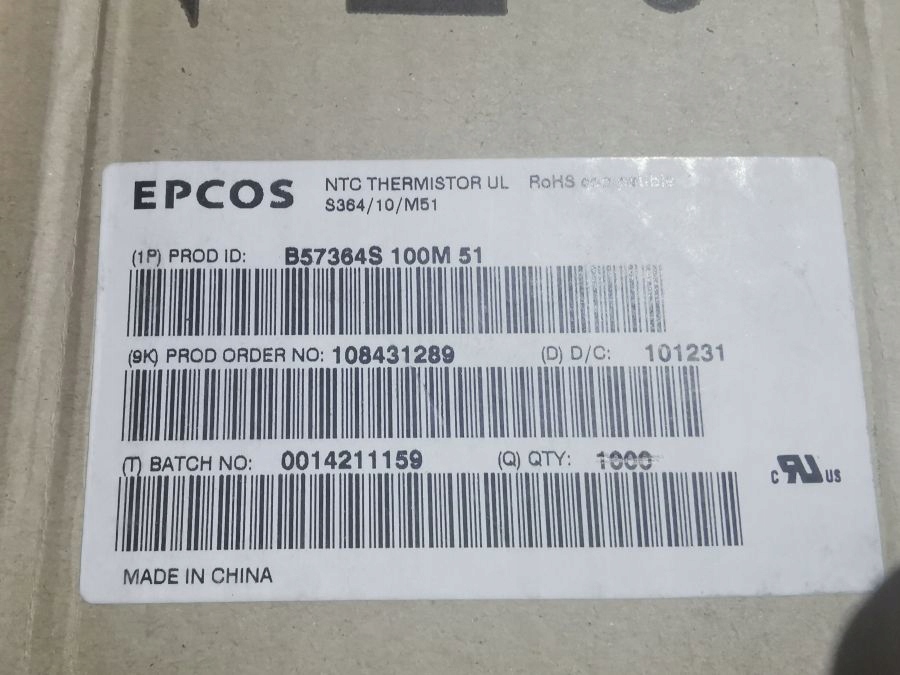 EPCOS
NTC THERMISTOR UL RoHS
S364/10/M51
(1P) PROD ID: B57364S 100M 51
(9K) PROD ORDER NO: 108431289 (D) D/C: 101231
(T) BATCH NO: 0014211159 (Q) QTY: 1000
C RU US
MADE IN CHINA